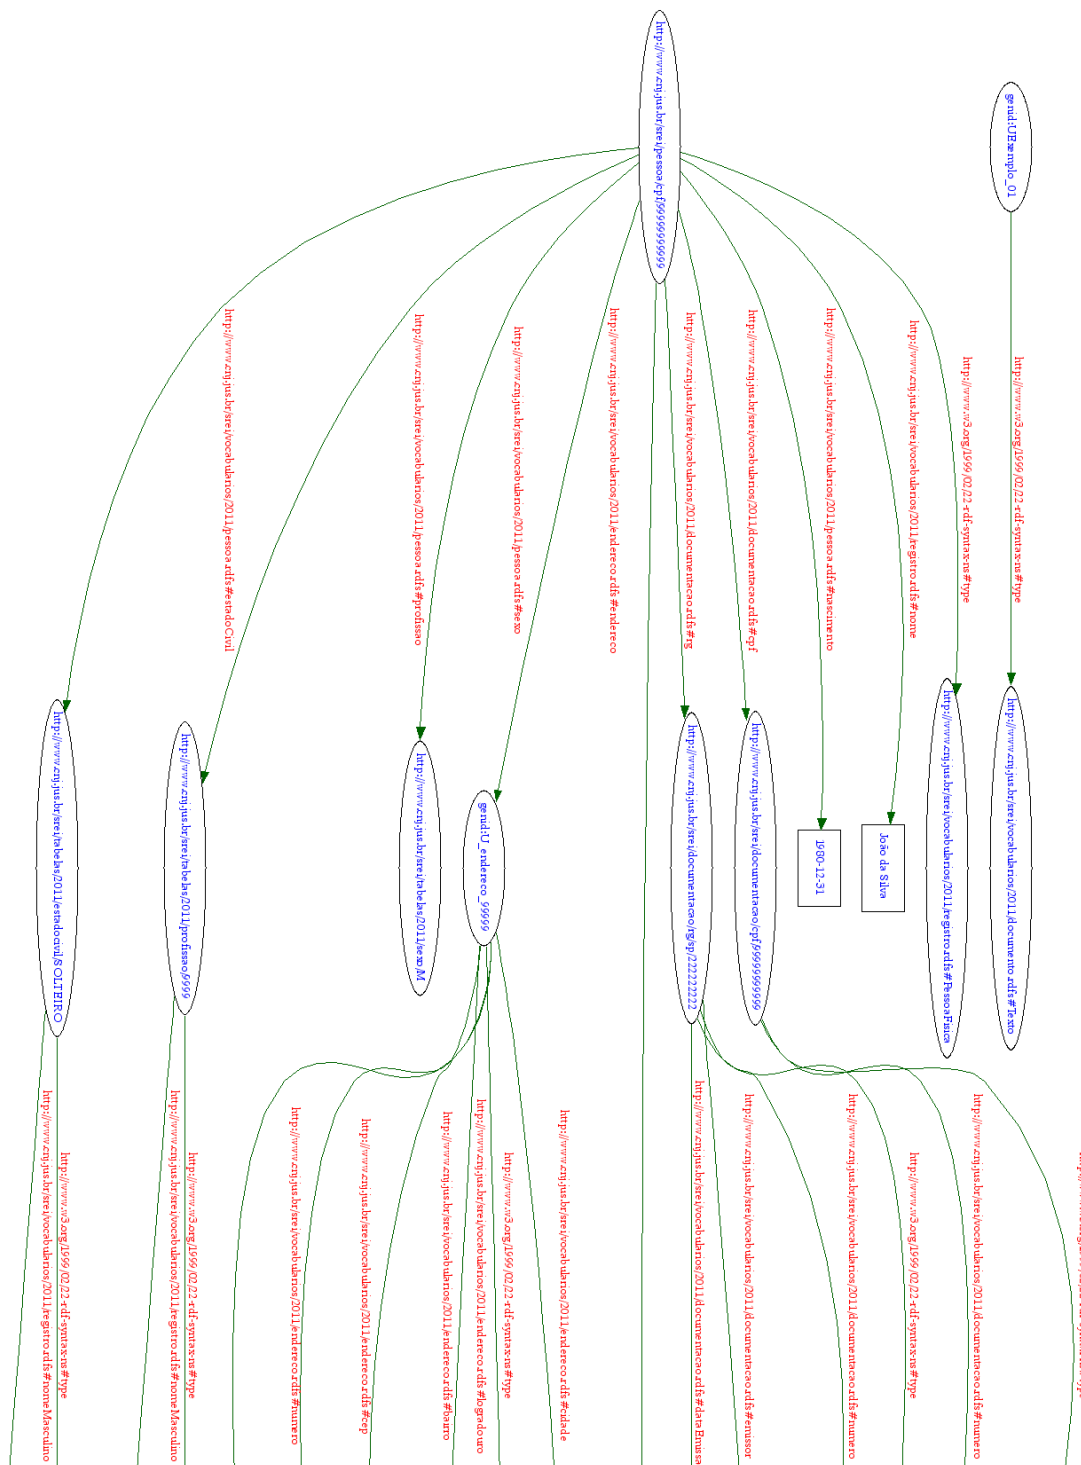 http://www.cnj.jus.br/srei/pessoa/cpf/99999999999
genid:UExemplo_01
http://www.cnj.jus.br/srei/vocabularios/2011/pessoa.rdfs#estadoCivil
http://www.cnj.jus.br/srei/vocabularios/2011/pessoa.rdfs#profissao
http://www.cnj.jus.br/srei/vocabularios/2011/pessoa.rdfs#sexo
http://www.cnj.jus.br/srei/vocabularios/2011/endereco.rdfs#endereco
http://www.cnj.jus.br/srei/vocabularios/2011/documentacao.rdfs#rg
http://www.cnj.jus.br/srei/vocabularios/2011/documentacao.rdfs#cpf
http://www.cnj.jus.br/srei/vocabularios/2011/pessoa.rdfs#nascimento
http://www.cnj.jus.br/srei/vocabularios/2011/registro.rdfs#nome
http://www.w3.org/1999/02/22-rdf-syntax-ns#type
http://www.w3.org/1999/02/22-rdf-syntax-ns#type
http://www.cnj.jus.br/srei/tabelas/2011/estadocivil/SOLTEIRO
http://www.cnj.jus.br/srei/tabelas/2011/profissao/9999
http://www.cnj.jus.br/srei/tabelas/2011/sexo/M
genid:U_endereco_99999
http://www.cnj.jus.br/srei/documentacao/rg/sp/222222222
http://www.cnj.jus.br/srei/documentacao/cpf/99999999999
1980-12-31
João da Silva
http://www.cnj.jus.br/srei/vocabularios/2011/registro.rdfs#PessoaFisica
http://www.cnj.jus.br/srei/vocabularios/2011/documento.rdfs#Texto
http://www.cnj.jus.br/srei/vocabularios/2011/registro.rdfs#nomeMasculino
http://www.w3.org/1999/02/22-rdf-syntax-ns#type
http://www.cnj.jus.br/srei/vocabularios/2011/registro.rdfs#nomeMasculino
http://www.w3.org/1999/02/22-rdf-syntax-ns#type
http://www.cnj.jus.br/srei/vocabularios/2011/endereco.rdfs#numero
http://www.cnj.jus.br/srei/vocabularios/2011/endereco.rdfs#cep
http://www.cnj.jus.br/srei/vocabularios/2011/endereco.rdfs#bairro
http://www.cnj.jus.br/srei/vocabularios/2011/endereco.rdfs#logradouro
http://www.w3.org/1999/02/22-rdf-syntax-ns#type
http://www.cnj.jus.br/srei/vocabularios/2011/endereco.rdfs#cidade
http://www.cnj.jus.br/srei/vocabularios/2011/documentacao.rdfs#dataEmissa
http://www.cnj.jus.br/srei/vocabularios/2011/documentacao.rdfs#emissor
http://www.cnj.jus.br/srei/vocabularios/2011/documentacao.rdfs#numero
http://www.w3.org/1999/02/22-rdf-syntax-ns#type
http://www.cnj.jus.br/srei/vocabularios/2011/documentacao.rdfs#numero